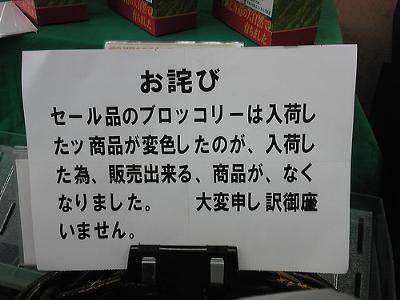 お詫び
セール品のブロッコリーは入荷し
たッ商品が変色したのが、入荷し
た為、販売出来る、商品が、なく
なりました。　　大変申し訳御座
いません。